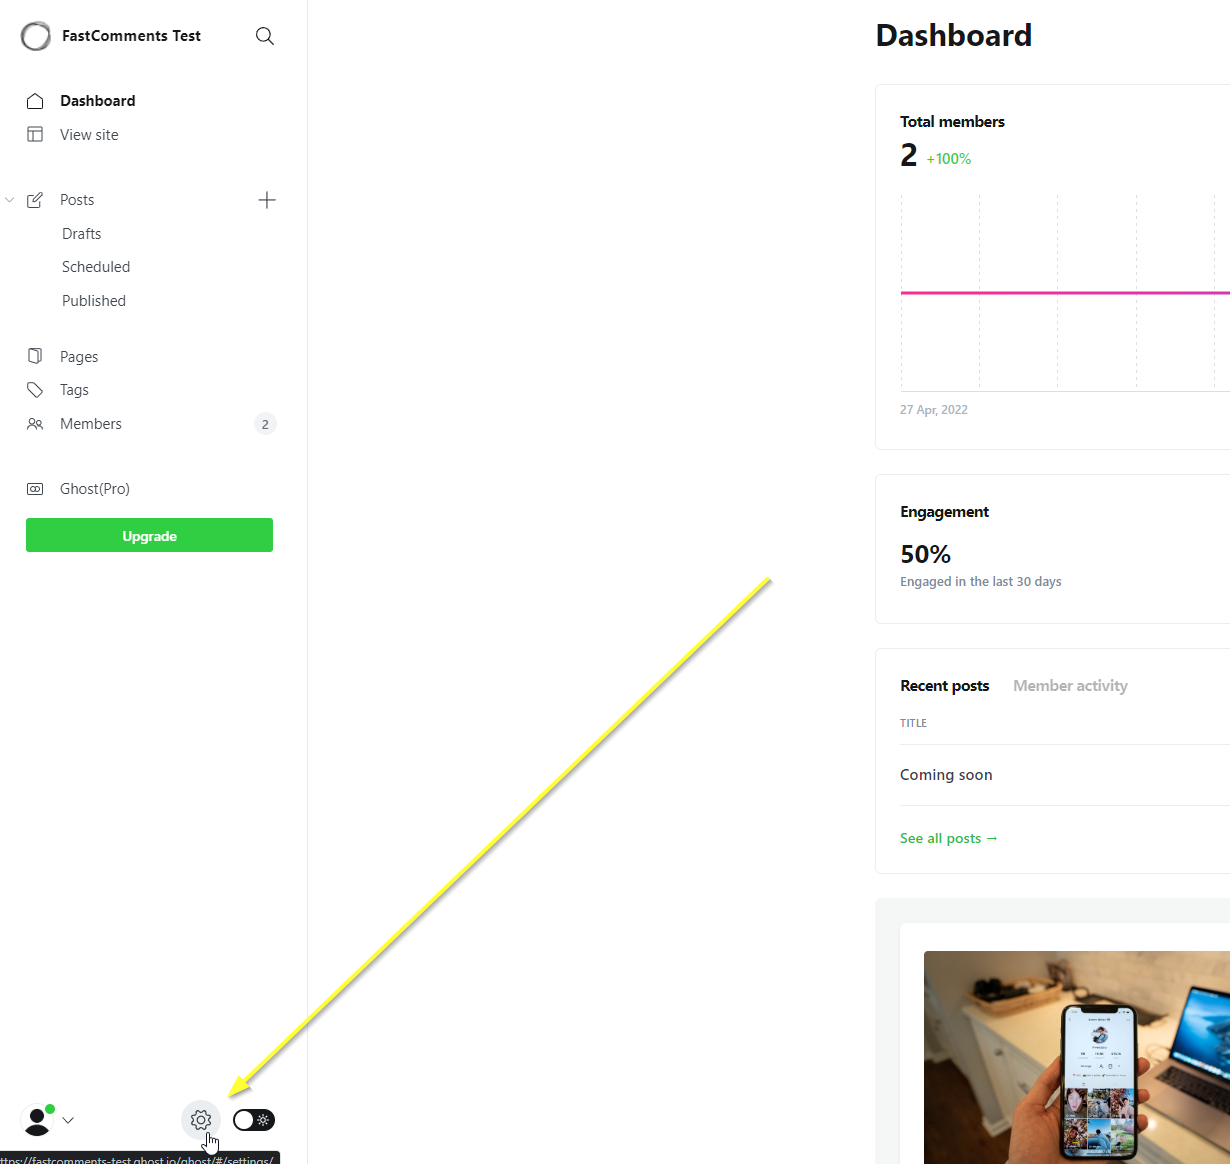 FastComments Test
Dashboard
View site
Posts
Drafts
Scheduled
Published
Pages
Tags
Members 2
Ghost(Pro)
Upgrade
ttps://fastcomments-test.ghost.io/ghost/#/settings/
Dashboard
Total members
2 +100%
27 Apr, 2022
Engagement
50%
Engaged in the last 30 days
Recent posts Member activity
TITLE
Coming soon
See all posts →